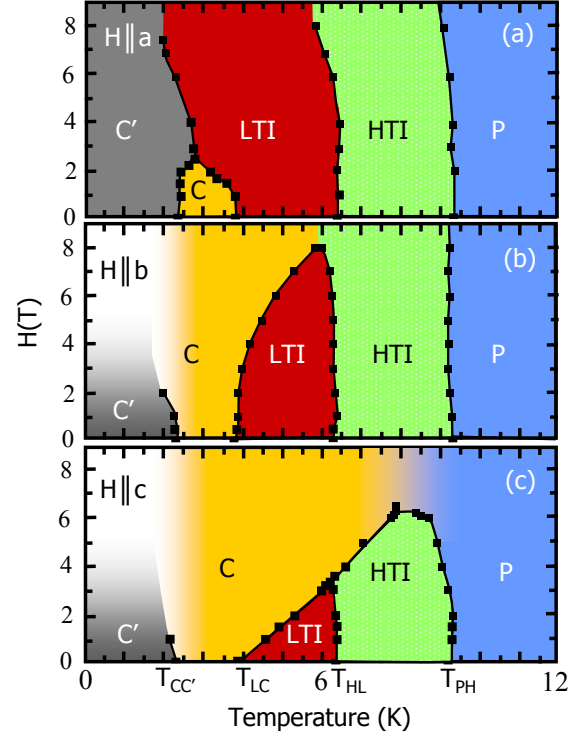 H||a
(a)
8
6
4
2
0
C′
LTI
HTI
P
C
H||b
(b)
8
6
4
2
0
C
LTI
HTI
P
C′
H(T)
H||c
(c)
8
6
4
2
0
C
HTI
P
C′
LTI
0 T_CC′ T_LC 6 T_HL T_PH 12
Temperature (K)